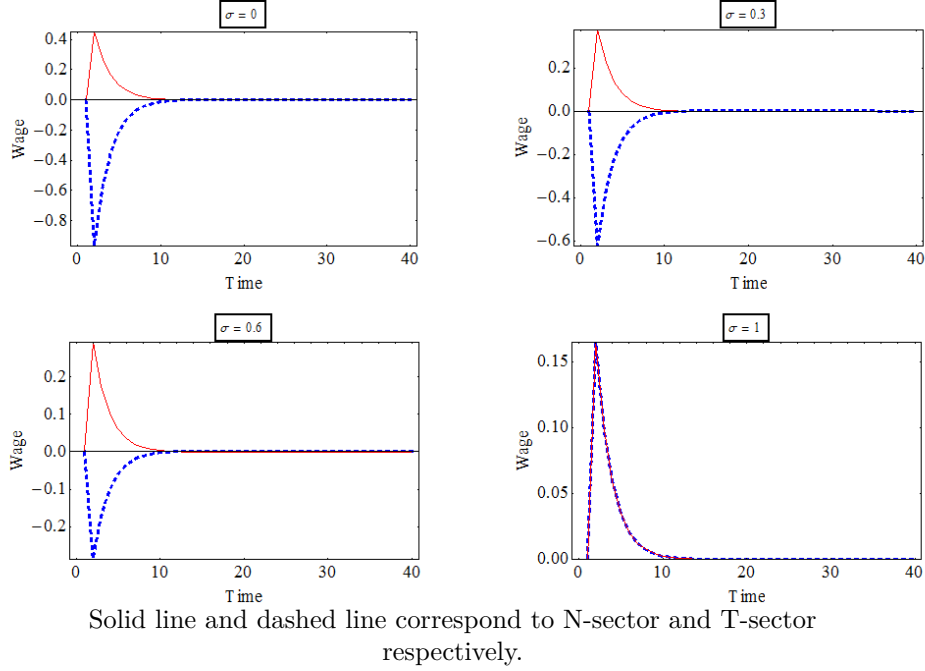 σ = 0
0.4
0.2
0.0
−0.2
−0.4
−0.6
−0.8
Wage
0 10 20 30 40
Time
σ = 0.3
0.2
0.0
−0.2
−0.4
−0.6
Wage
0 10 20 30 40
Time
σ = 0.6
0.2
0.1
0.0
−0.1
−0.2
Wage
0 10 20 30 40
Time
σ = 1
0.15
0.10
0.05
0.00
Wage
0 10 20 30 40
Time
Solid line and dashed line correspond to N-sector and T-sector
respectively.